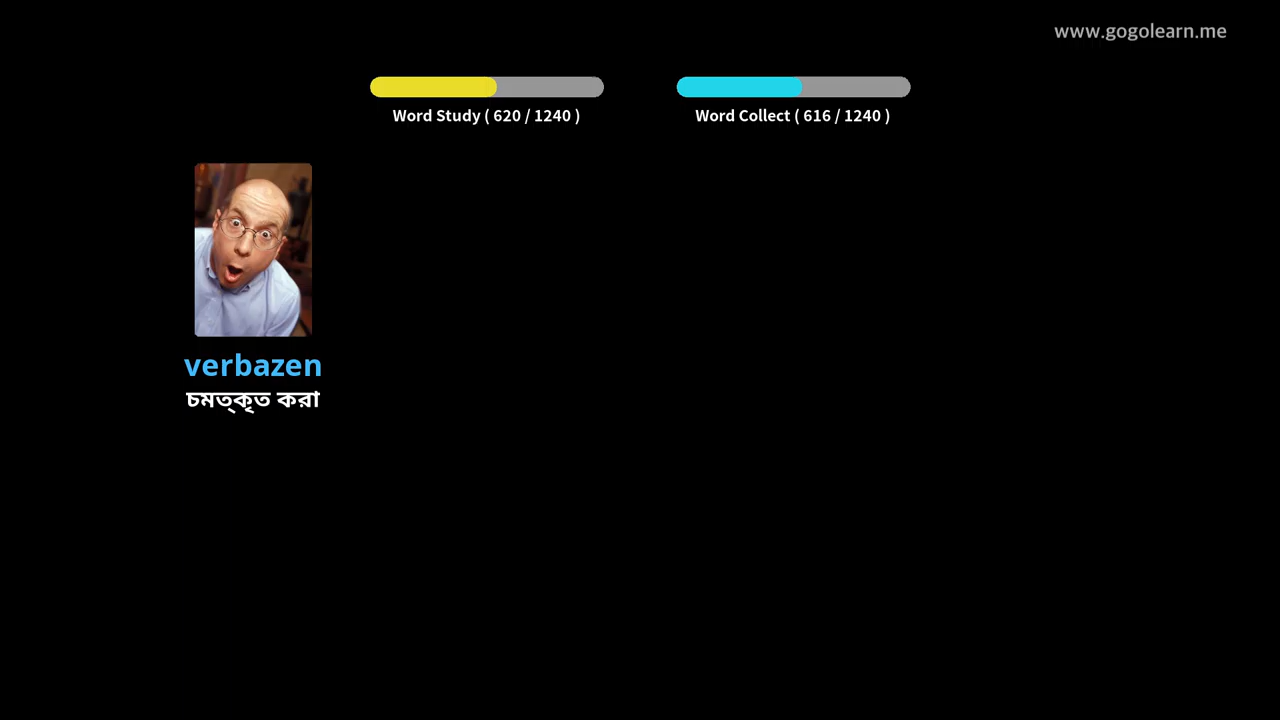 www.gogolearn.me
Word Study ( 620 / 1240 )
Word Collect ( 616 / 1240 )
verbazen
চমত্কৃত করা